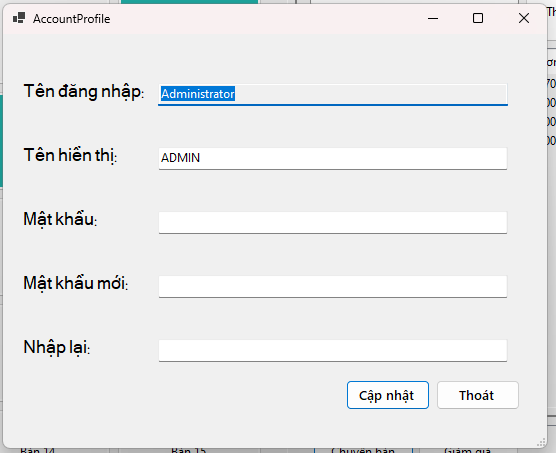 AccountProfile
Tên đăng nhập:
Administrator
Tên hiển thị:
ADMIN
Mật khẩu:
Mật khẩu mới:
Nhập lại:
Cập nhật
Thoát
Bàn 14
Bàn 15
Chuyển bàn
Giảm giá